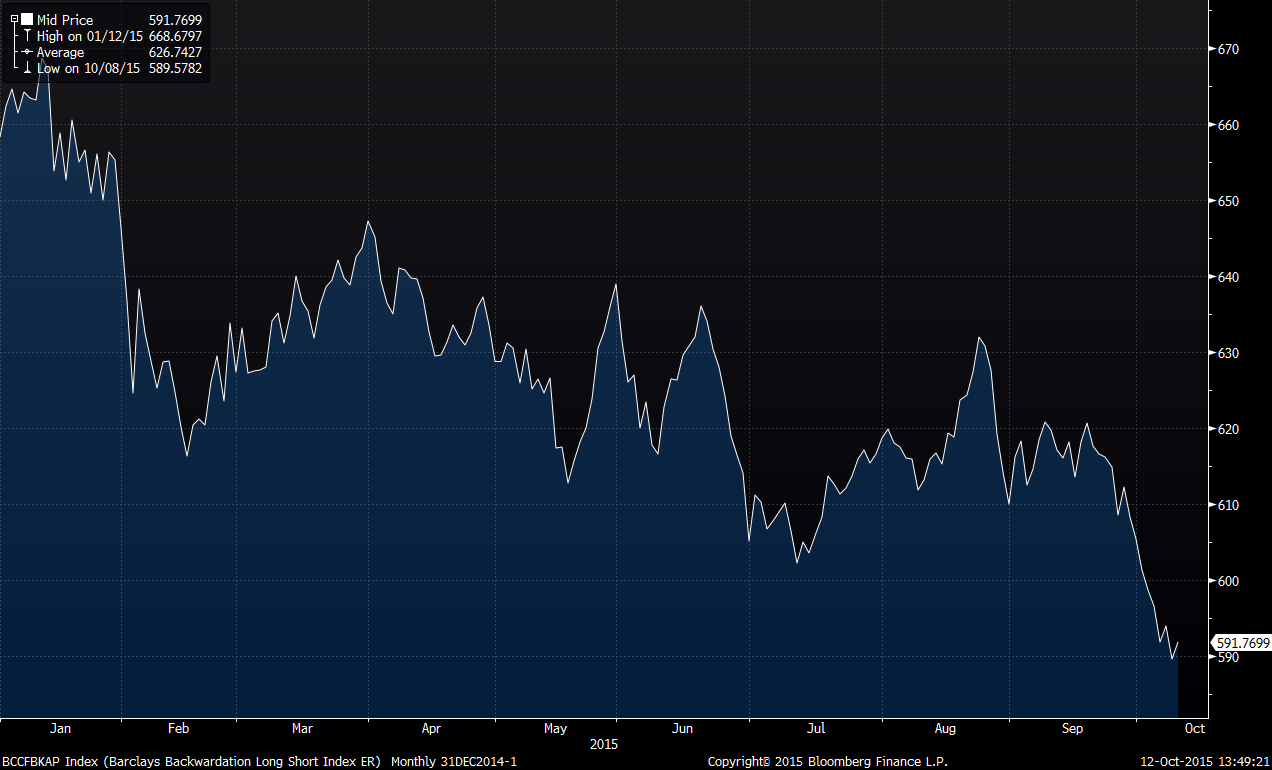 Mid Price 591.7699
High on 01/12/15 668.6797
Average 626.7427
Low on 10/08/15 589.5782
670
660
650
640
630
620
610
600
591.7699
590
Jan Feb Mar Apr May Jun Jul Aug Sep Oct
2015
BCCFBKAP Index (Barclays Backwardation Long Short Index ER) Monthly 31DEC2014-1 Copyright© 2015 Bloomberg Finance L.P. 12-Oct-2015 13:49:21